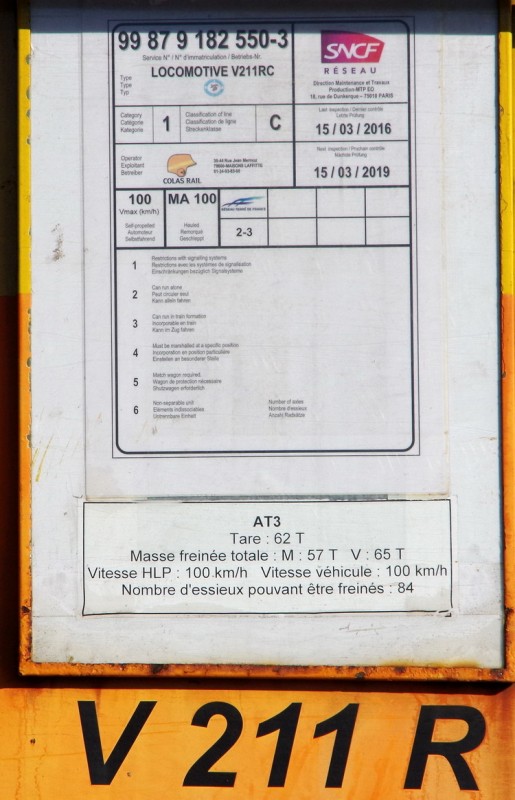 99 87 9 182 550-3
Service N° / N° d'immatriculation / Betriebs-Nr.
Type
Type
Typ
LOCOMOTIVE V211RC
SNCF
RÉSEAU
Direction Maintenance et Travaux
Production MTP EO
18, rue de Dunkerque - 75010 PARIS
Category
Catégorie
Kategorie
1
Classification of line
Classification de ligne
Streckenklasse
C
Last inspection / Dernier contrôle
Letzte Prüfung
15 / 03 / 2016
Next inspection / Prochain contrôle
Nächste Prüfung
15 / 03 / 2019
Operator
Exploitant
Betreiber
COLAS RAIL
78600-MAISONS LAFFITTE
100
Vmax (km/h)
MA 100
RÉSEAU FERRÉ DE FRANCE
Self-propelled
Automoteur
Selbstfahrend
Hauled
Remorqué
Geschleppt
2-3
1
Restrictions with signalling systems
Restrictions avec les systèmes de signalisation
Einschränkungen bezüglich Signalsysteme
2
Can run alone
Peut circuler seul
Kann allein fahren
3
Can run in train formation
Incorporable en train
Kann im Zug fahren
4
Must be marshalled at a specific position
Incorporation en position particulière
Einstellen an besonderer Stelle
5
Match wagon required
Wagon de protection nécessaire
Schutzwagen erforderlich
6
Non-separable unit
Eléments indissociables
Untrennbare Einheit
Number of axles
Nombre d'essieux
Anzahl Radsätze
AT3
Tare : 62 T
Masse freinée totale : M : 57 T V : 65 T
Vitesse HLP : 100 km/h Vitesse véhicule : 100 km/h
Nombre d'essieux pouvant être freinés : 84
V 211 R